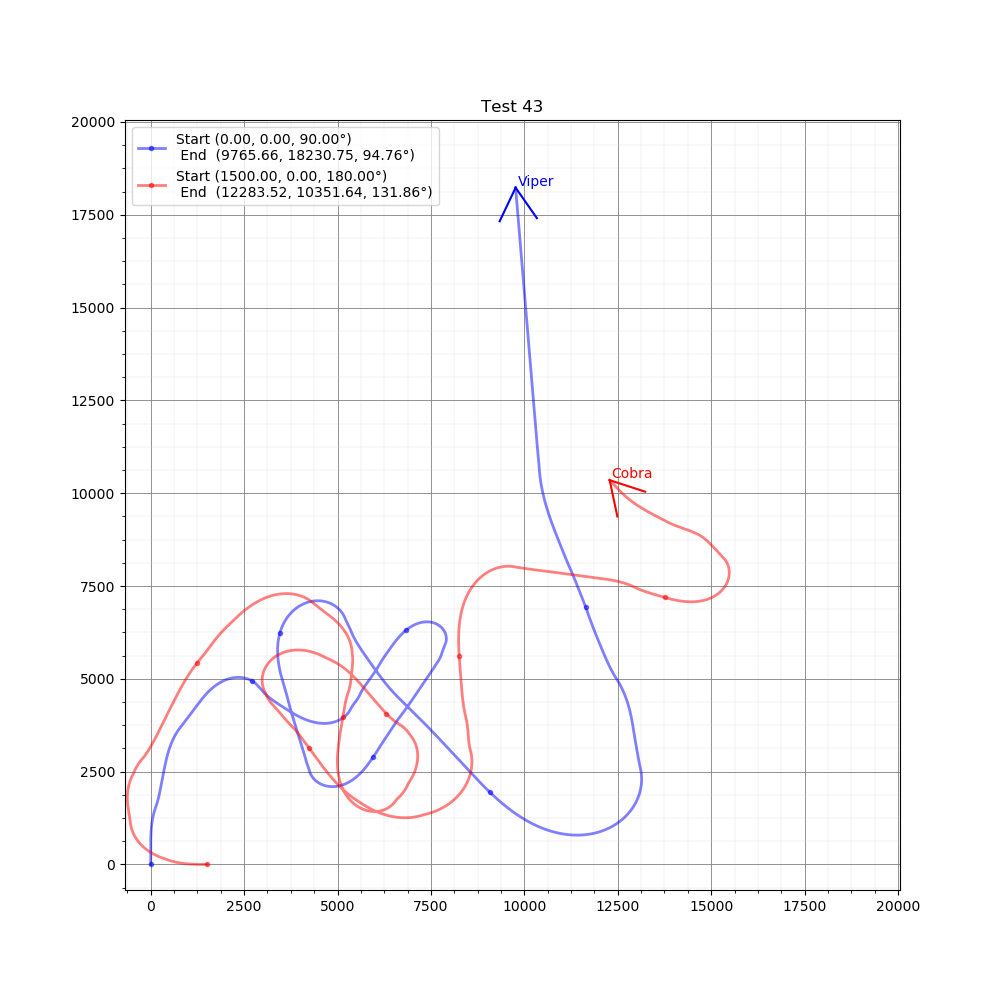 Test 43
20000
17500
15000
12500
10000
7500
5000
2500
0
Start (0.00, 0.00, 90.00°)
End (9765.66, 18230.75, 94.76°)
Start (1500.00, 0.00, 180.00°)
End (12283.52, 10351.64, 131.86°)
Viper
Cobra
0 2500 5000 7500 10000 12500 15000 17500 20000